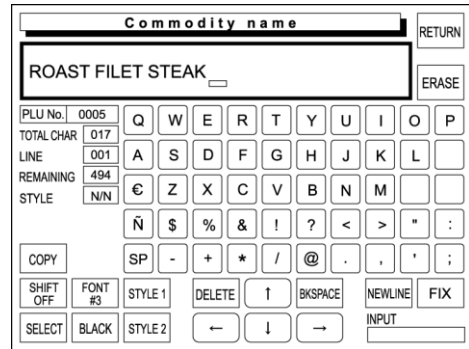 Commodity name
RETURN
ROAST FILET STEAK
ERASE
PLU No. 0005
TOTAL CHAR 017
LINE 001
REMAINING 494
STYLE N/N
Q W E R T Y U I O P
A S D F G H J K L
€ Z X C V B N M
Ñ $ % & ! ? < > " :
COPY SP - + * / @ . , ' ;
SHIFT OFF FONT #3 STYLE 1 DELETE ↑ BKSPACE NEWLINE FIX
SELECT BLACK STYLE 2 ← ↓ → INPUT